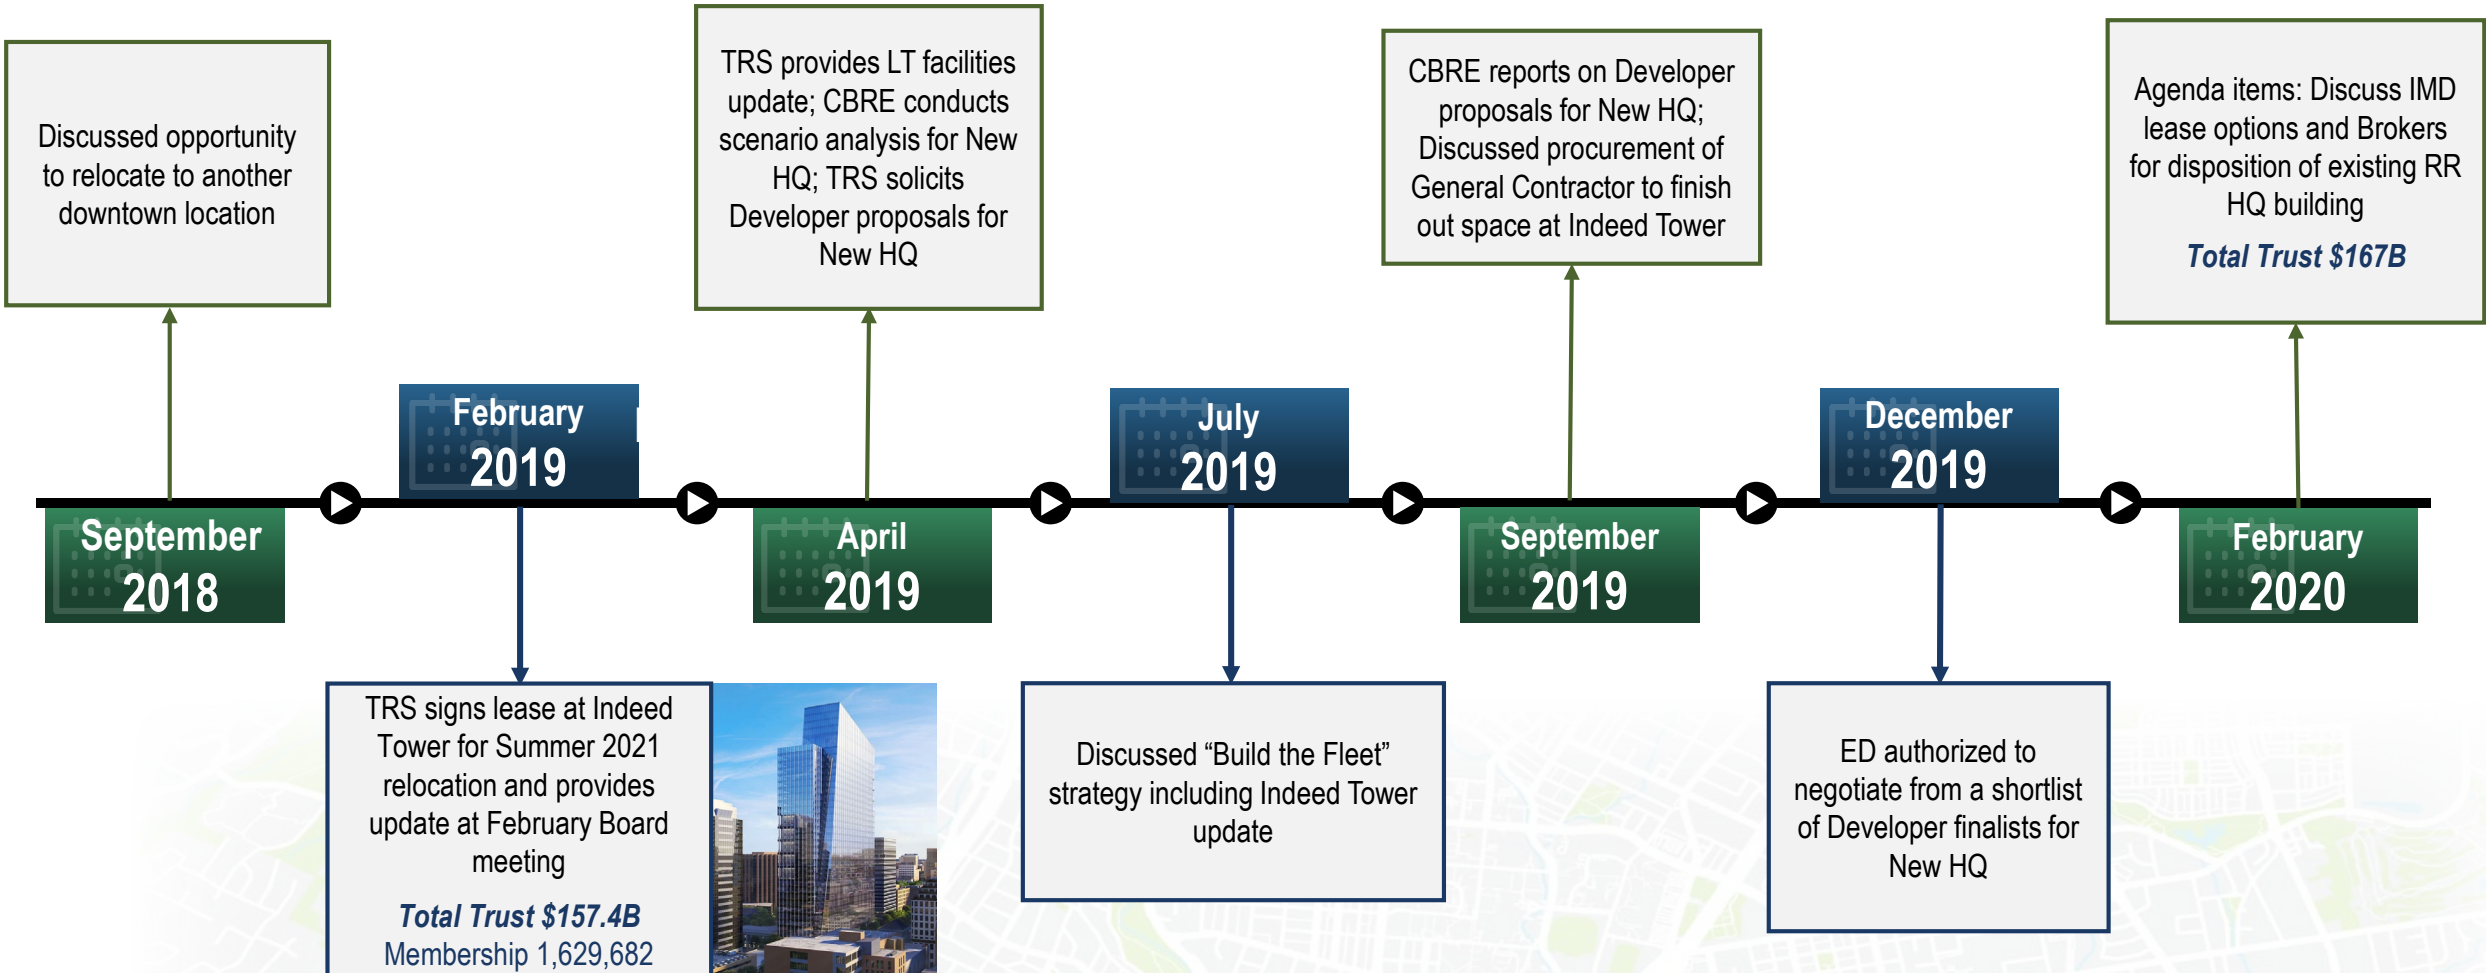 Discussed opportunity
to relocate to another
downtown location
September
2018
February
2019
TRS signs lease at Indeed
Tower for Summer 2021
relocation and provides
update at February Board
meeting
Total Trust $157.4B
Membership 1,629,682
TRS provides LT facilities
update; CBRE conducts
scenario analysis for New
HQ; TRS solicits
Developer proposals for
New HQ
April
2019
July
2019
Discussed “Build the Fleet”
strategy including Indeed Tower
update
CBRE reports on Developer
proposals for New HQ;
Discussed procurement of
General Contractor to finish
out space at Indeed Tower
September
2019
December
2019
ED authorized to
negotiate from a shortlist
of Developer finalists for
New HQ
Agenda items: Discuss IMD
lease options and Brokers
for disposition of existing RR
HQ building
Total Trust $167B
February
2020